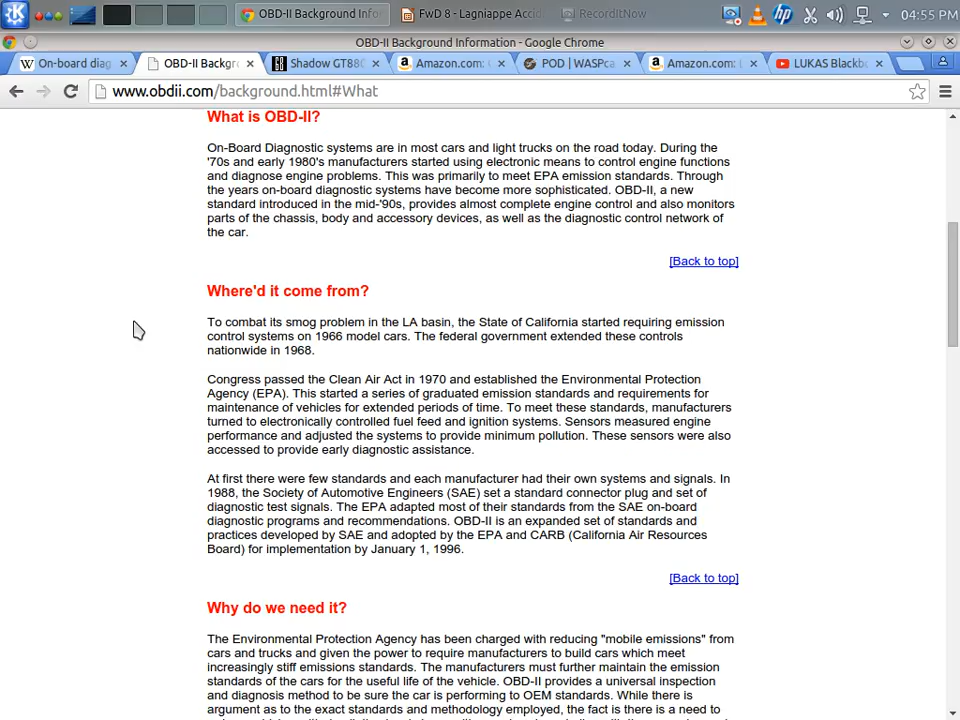 OBD-II Background Info
FwD 8 - Lagniappe Accid
RecordItNow
04:55 PM
OBD-II Background Information - Google Chrome
On-board diag
OBD-II Backgr
Shadow GT880
Amazon.com:
POD | WASPca
Amazon.com: L
LUKAS Blackb
www.obdii.com/background.html#What
What is OBD-II?
On-Board Diagnostic systems are in most cars and light trucks on the road today. During the
'70s and early 1980's manufacturers started using electronic means to control engine functions
and diagnose engine problems. This was primarily to meet EPA emission standards. Through
the years on-board diagnostic systems have become more sophisticated. OBD-II, a new
standard introduced in the mid-'90s, provides almost complete engine control and also monitors
parts of the chassis, body and accessory devices, as well as the diagnostic control network of
the car.
[Back to top]
Where'd it come from?
To combat its smog problem in the LA basin, the State of California started requiring emission
control systems on 1966 model cars. The federal government extended these controls
nationwide in 1968.
Congress passed the Clean Air Act in 1970 and established the Environmental Protection
Agency (EPA). This started a series of graduated emission standards and requirements for
maintenance of vehicles for extended periods of time. To meet these standards, manufacturers
turned to electronically controlled fuel feed and ignition systems. Sensors measured engine
performance and adjusted the systems to provide minimum pollution. These sensors were also
accessed to provide early diagnostic assistance.
At first there were few standards and each manufacturer had their own systems and signals. In
1988, the Society of Automotive Engineers (SAE) set a standard connector plug and set of
diagnostic test signals. The EPA adapted most of their standards from the SAE on-board
diagnostic programs and recommendations. OBD-II is an expanded set of standards and
practices developed by SAE and adopted by the EPA and CARB (California Air Resources
Board) for implementation by January 1, 1996.
[Back to top]
Why do we need it?
The Environmental Protection Agency has been charged with reducing "mobile emissions" from
cars and trucks and given the power to require manufacturers to build cars which meet
increasingly stiff emissions standards. The manufacturers must further maintain the emission
standards of the cars for the useful life of the vehicle. OBD-II provides a universal inspection
and diagnosis method to be sure the car is performing to OEM standards. While there is
argument as to the exact standards and methodology employed, the fact is there is a need to